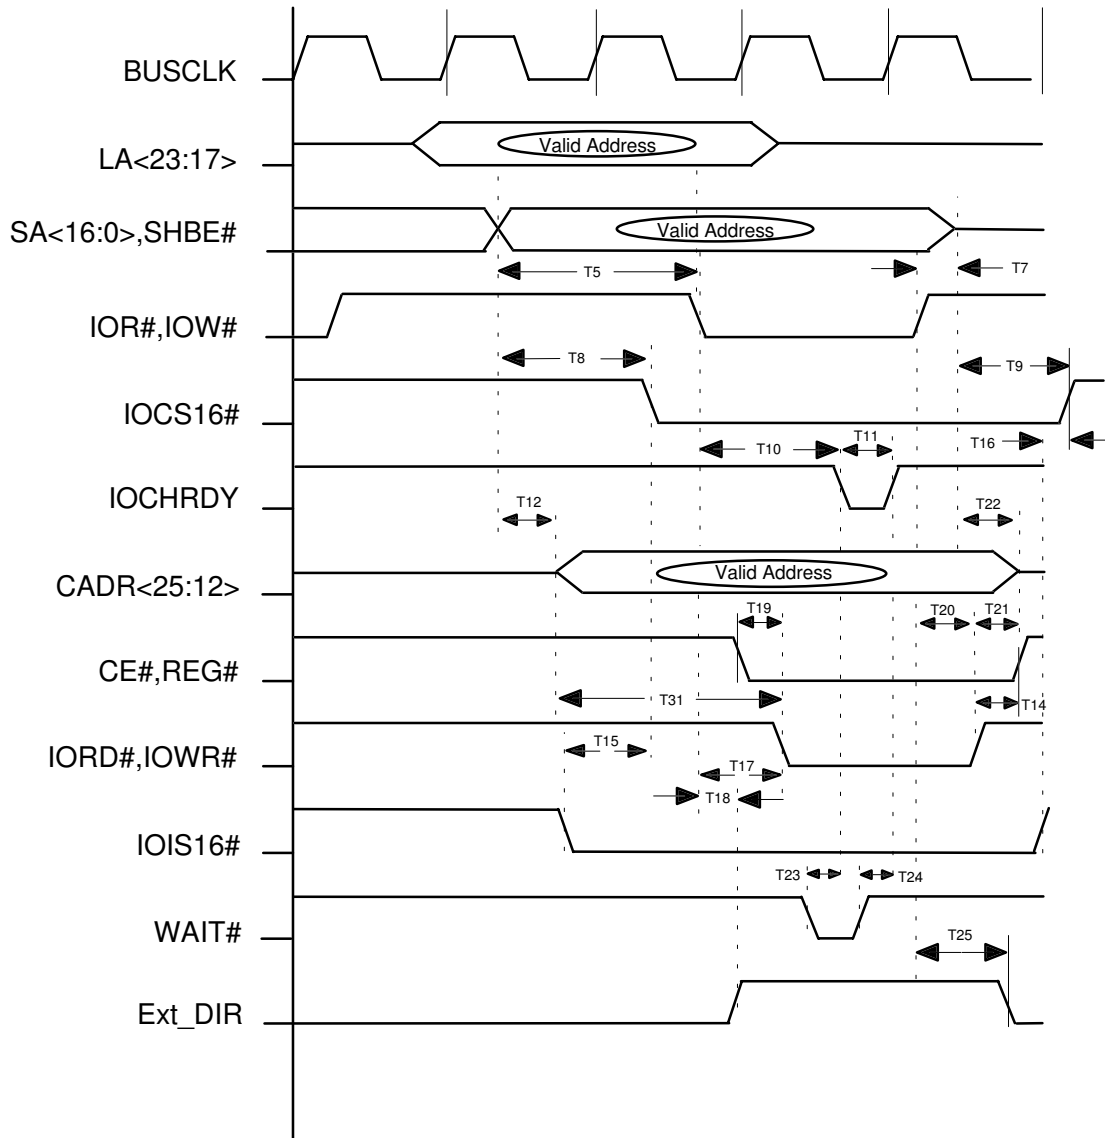 BUSCLK
LA<23:17>
Valid Address
SA<16:0>,SHBE#
Valid Address
T5
T7
IOR#,IOW#
T8
T9
IOCS16#
T10
T11
T16
IOCHRDY
T12
T22
CADR<25:12>
Valid Address
T19
T20
T21
CE#,REG#
T31
T14
IORD#,IOWR#
T15
T17
T18
IOIS16#
T23
T24
WAIT#
T25
Ext_DIR